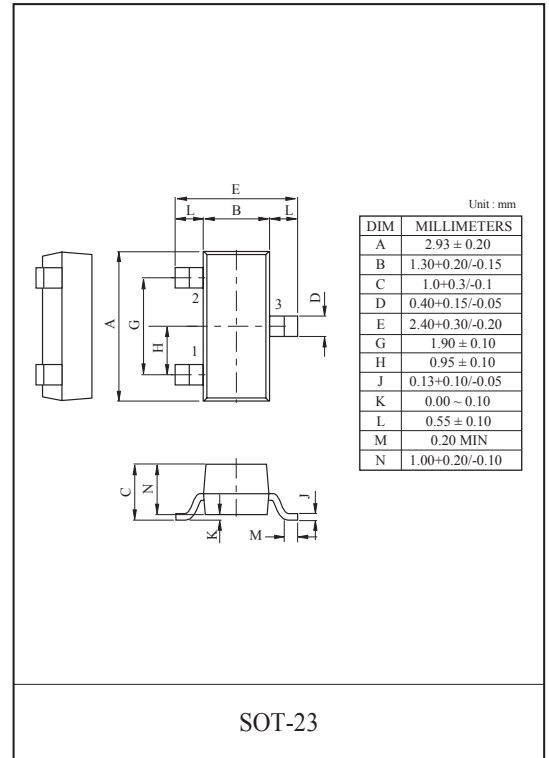 E
L B L
2 3
D
A
G
H
1
C
N
J
K
M
Unit : mm
DIM MILLIMETERS
A 2.93 ± 0.20
B 1.30+0.20/-0.15
C 1.0+0.3/-0.1
D 0.40+0.15/-0.05
E 2.40+0.30/-0.20
G 1.90 ± 0.10
H 0.95 ± 0.10
J 0.13+0.10/-0.05
K 0.00 ~ 0.10
L 0.55 ± 0.10
M 0.20 MIN
N 1.00+0.20/-0.10
SOT-23